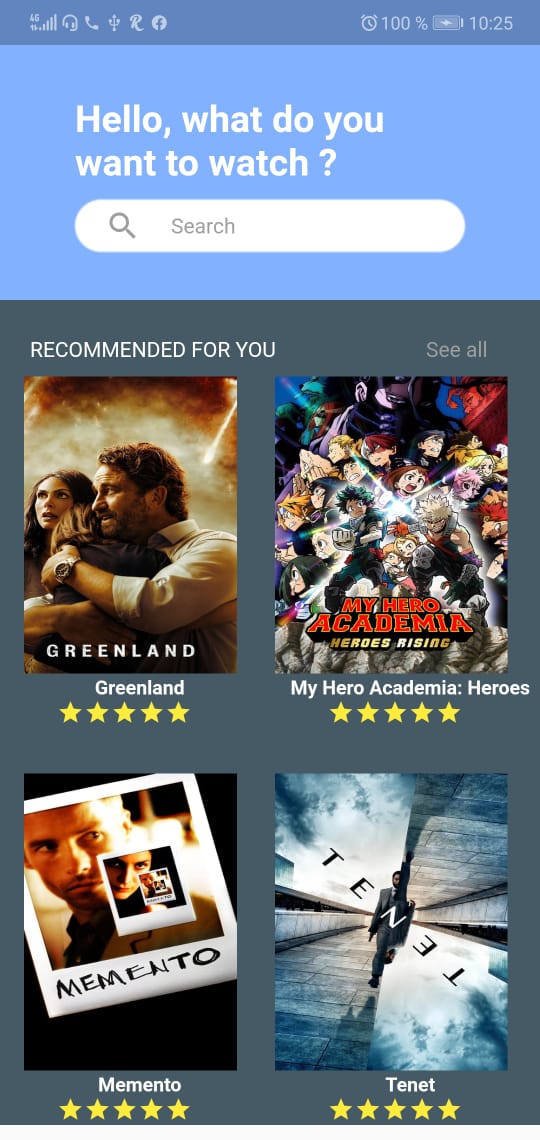 4G 100 % 10:25
Hello, what do you
want to watch ?
Search
RECOMMENDED FOR YOU See all
GREENLAND
MY HERO
ACADEMIA
HEROES RISING
Greenland My Hero Academia: Heroes
MEMENTO
MEMENTO
TENET
Memento Tenet